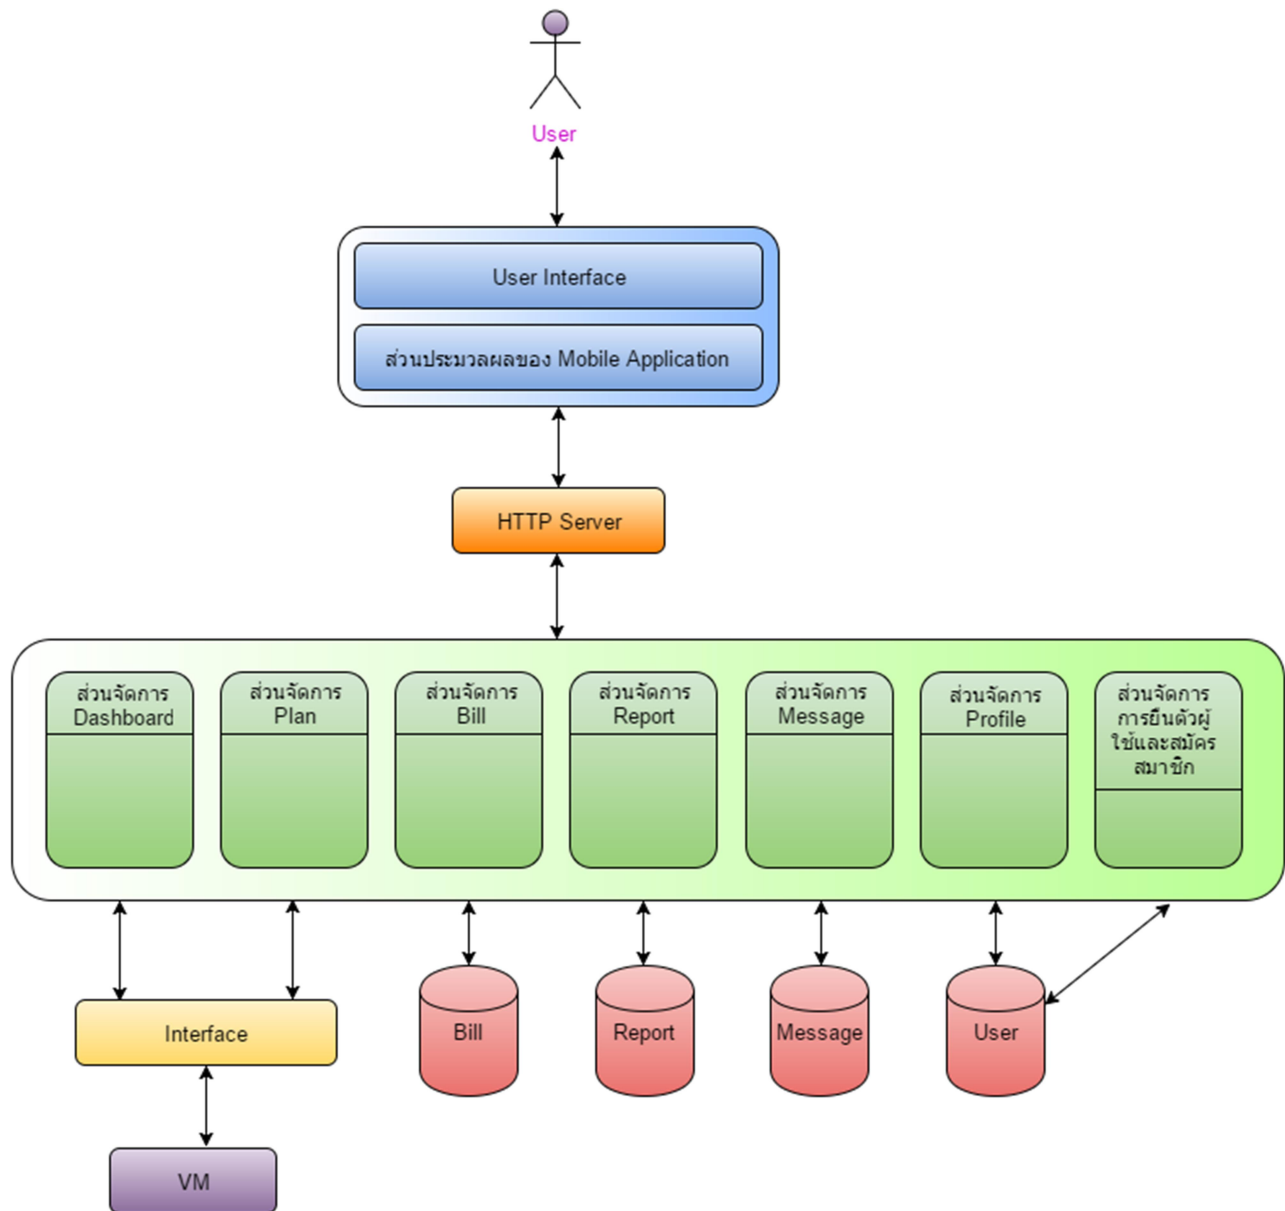 User
User Interface
ส่วนประมวลผลของ Mobile Application
HTTP Server
ส่วนจัดการ
Dashboard
ส่วนจัดการ
Plan
ส่วนจัดการ
Bill
ส่วนจัดการ
Report
ส่วนจัดการ
Message
ส่วนจัดการ
Profile
ส่วนจัดการ
การยืนตัวผู้
ใช้และสมัคร
สมาชิก
Interface
Bill
Report
Message
User
VM